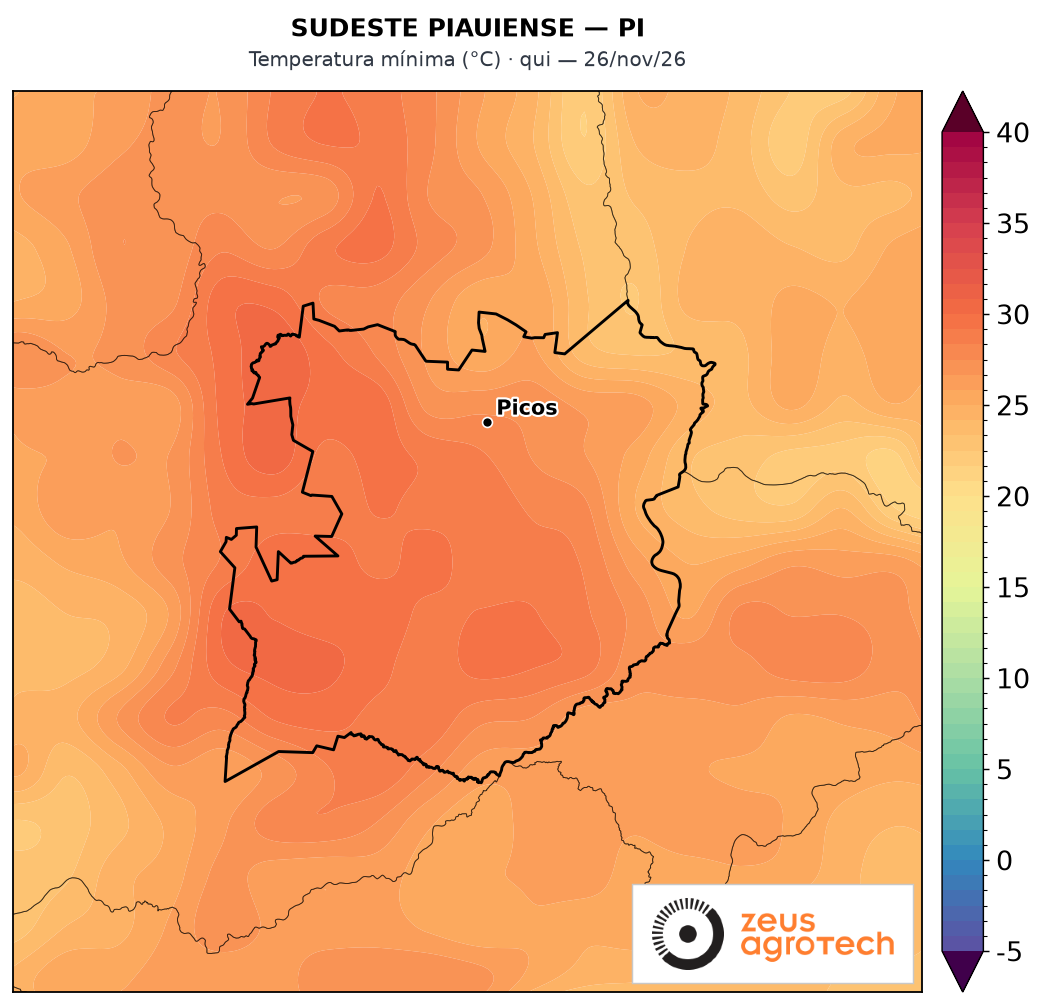 SUDESTE PIAUIENSE — PI
Temperatura mínima (°C) · qui — 26/nov/26
Picos
40
35
30
25
20
15
10
5
0
-5
zeus
agrotech